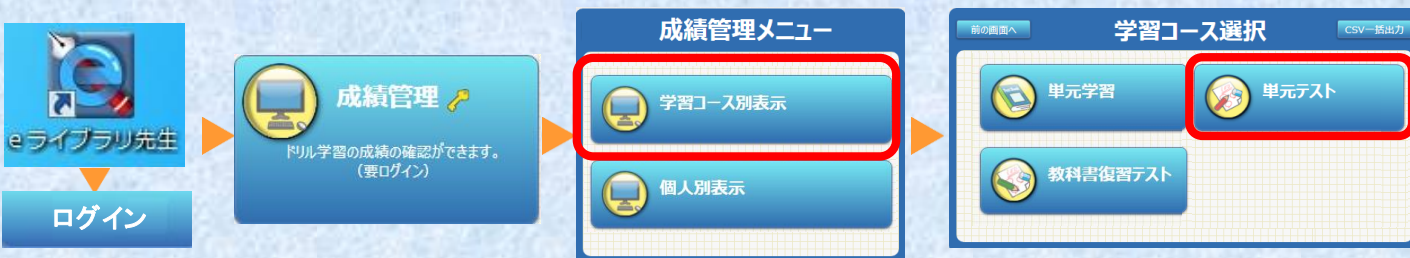 eライブラリ先生
ログイン
成績管理
ドリル学習の成績の確認ができます。
(要ログイン)
成績管理メニュー
学習コース別表示
個人別表示
前の画面へ
学習コース選択
CSV一括出力
単元学習
単元テスト
教科書復習テスト